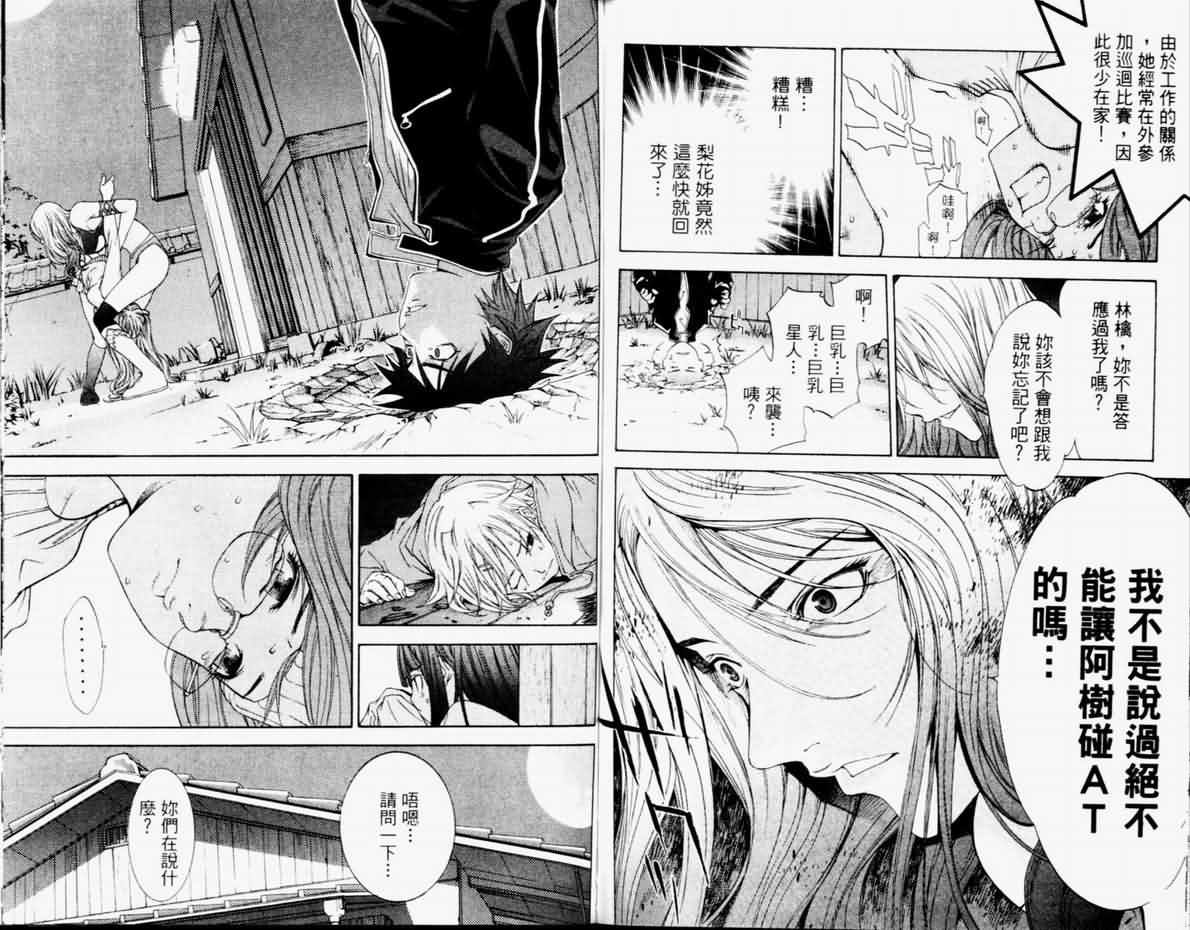 由於工作的關係
，她經常在外參
加巡迴比賽，因
此很少在家！
啊
哇啊！
啊
糟…
糟糕！
梨花姊竟然
這麼快就回
來了…
林檎，妳不是答
應過我了嗎？
妳該不會想跟我
說妳忘記了吧？
啊！
巨乳…巨
乳…巨乳
星人…
來襲…
咦？
我不是說過絕不
能讓阿樹碰AT
的嗎…
………
唔嗯…
請問一下…
妳們在說什
麼？